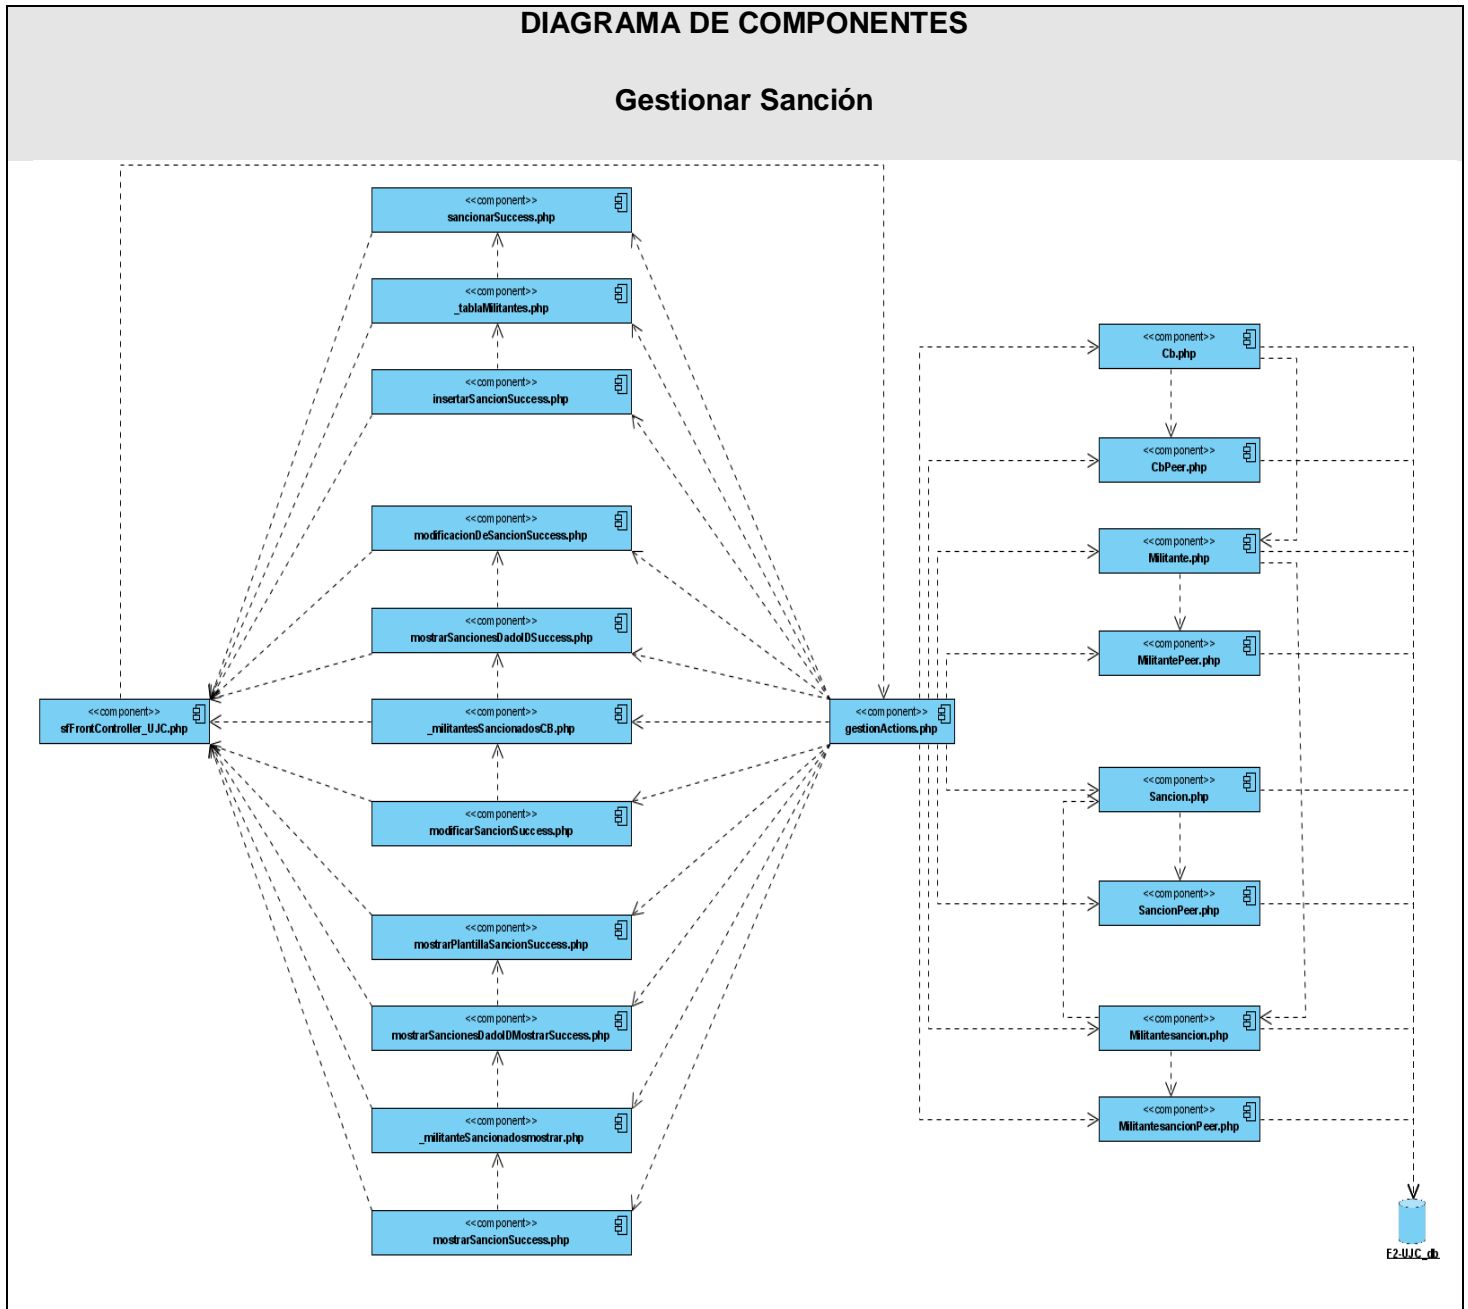 DIAGRAMA DE COMPONENTES
Gestionar Sanción
<<component>>
sancionarSuccess.php
<<component>>
_tablaMilitantes.php
<<component>>
insertarSancionSuccess.php
<<component>>
modificacionDeSancionSuccess.php
<<component>>
mostrarSancionesDadoIDSuccess.php
<<component>>
sfFrontController_UJC.php
<<component>>
_militantesSancionadosCB.php
<<component>>
gestionActions.php
<<component>>
modificarSancionSuccess.php
<<component>>
mostrarPlantillaSancionSuccess.php
<<component>>
mostrarSancionesDadoIDMostrarSuccess.php
<<component>>
_militanteSancionadosmostrar.php
<<component>>
mostrarSancionSuccess.php
<<component>>
Cb.php
<<component>>
CbPeer.php
<<component>>
Militante.php
<<component>>
MilitantePeer.php
<<component>>
Sancion.php
<<component>>
SancionPeer.php
<<component>>
Militantesancion.php
<<component>>
MilitantesancionPeer.php
F2-UJC_db